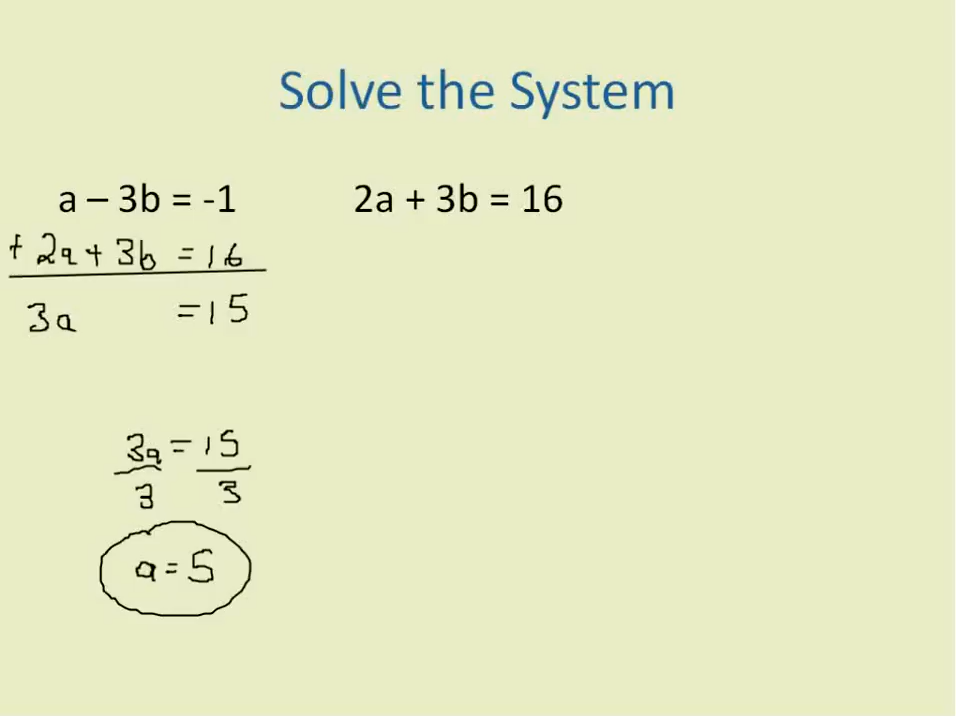 Solve the System
a – 3b = -1 2a + 3b = 16
+ 2a + 3b = 16
3a = 15
3a = 15
3 3
a = 5